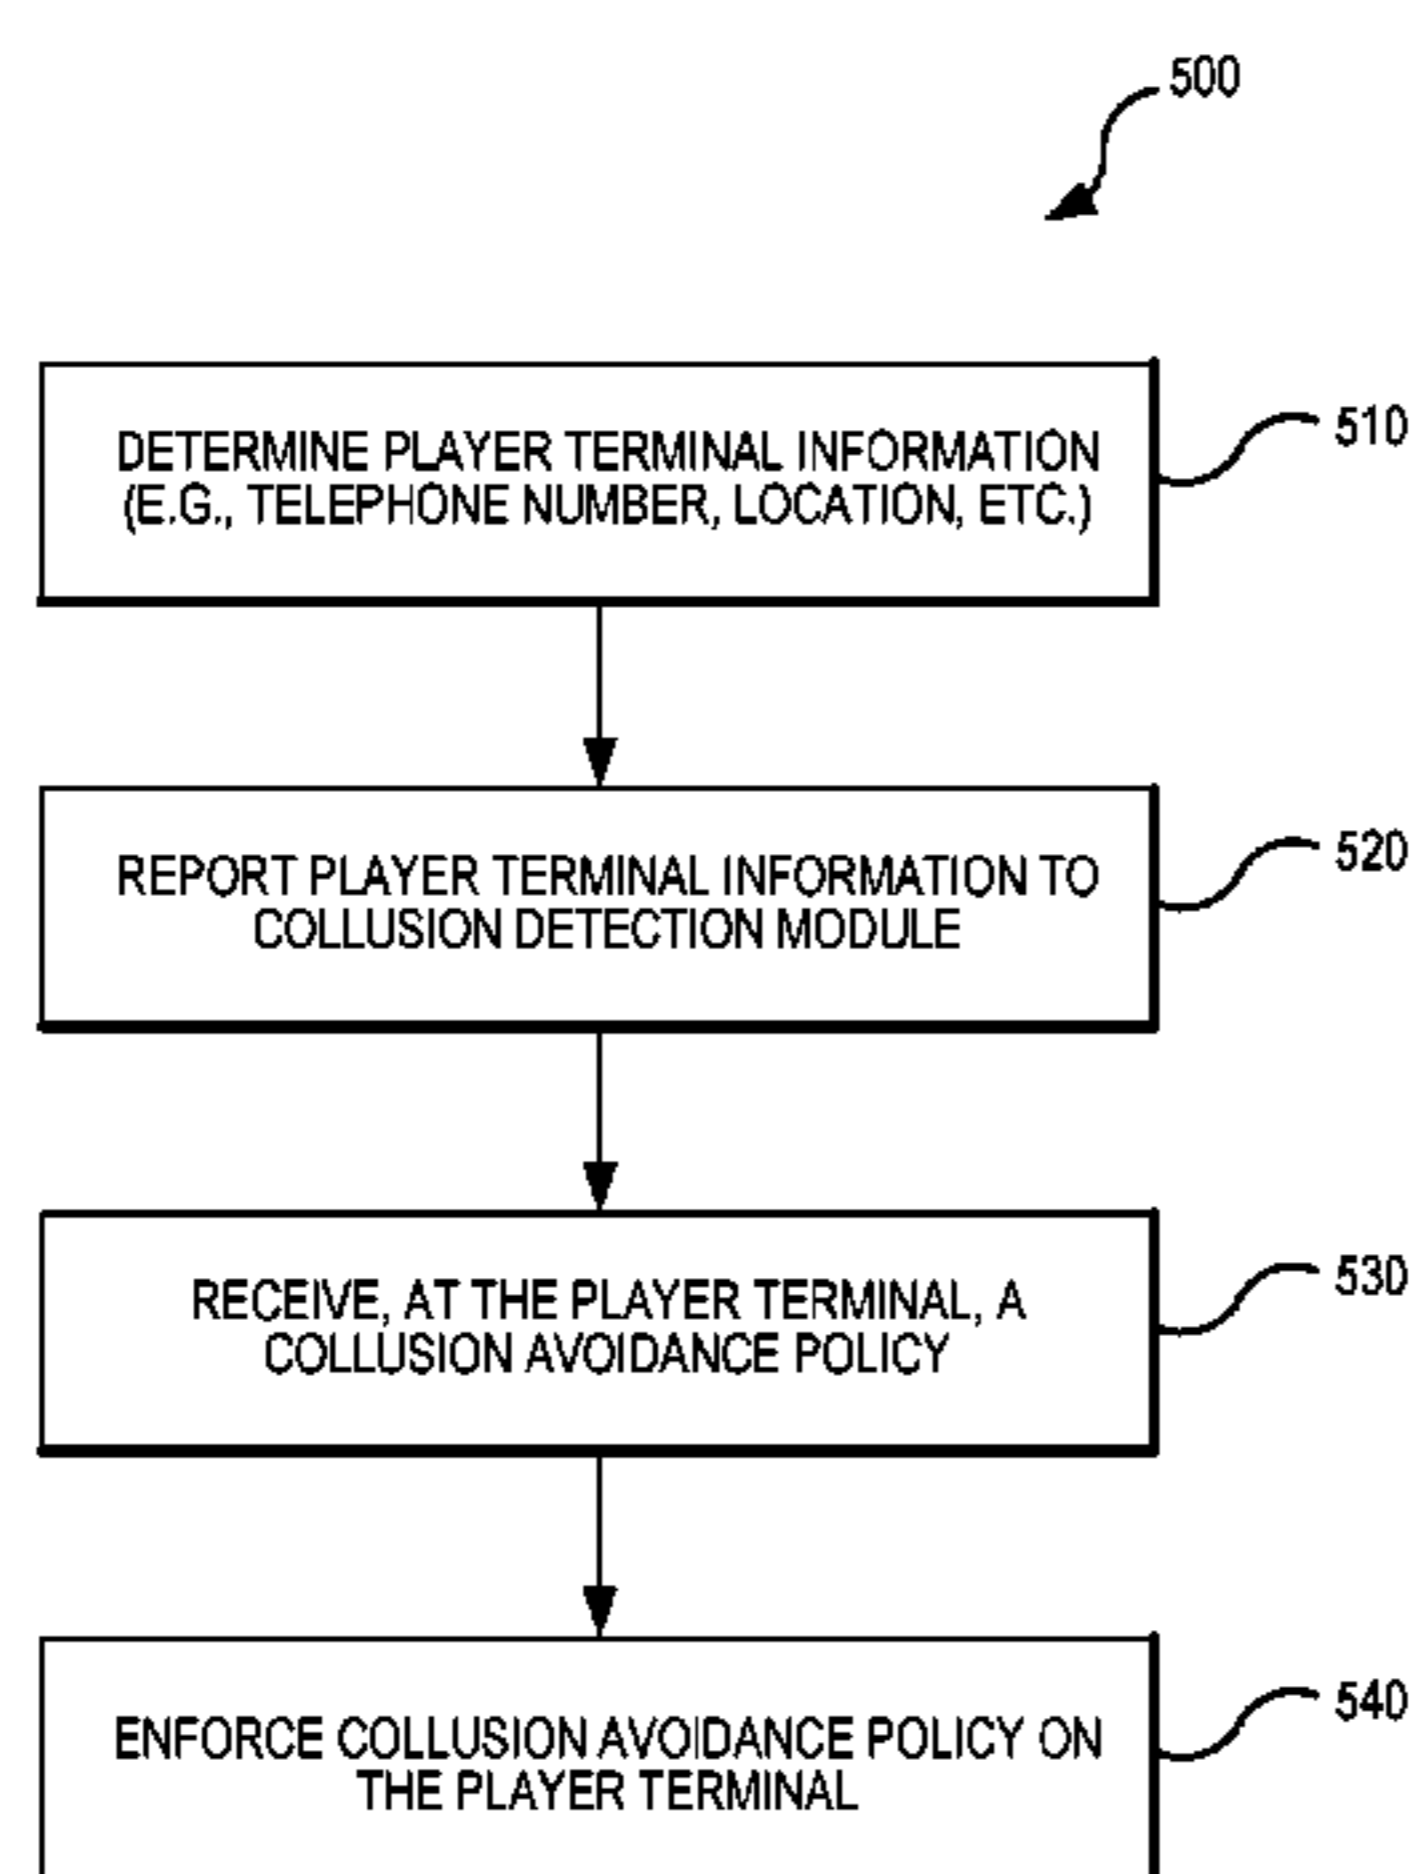 500
DETERMINE PLAYER TERMINAL INFORMATION
(E.G., TELEPHONE NUMBER, LOCATION, ETC.)
510
REPORT PLAYER TERMINAL INFORMATION TO
COLLUSION DETECTION MODULE
520
RECEIVE, AT THE PLAYER TERMINAL, A
COLLUSION AVOIDANCE POLICY
530
ENFORCE COLLUSION AVOIDANCE POLICY ON
THE PLAYER TERMINAL
540